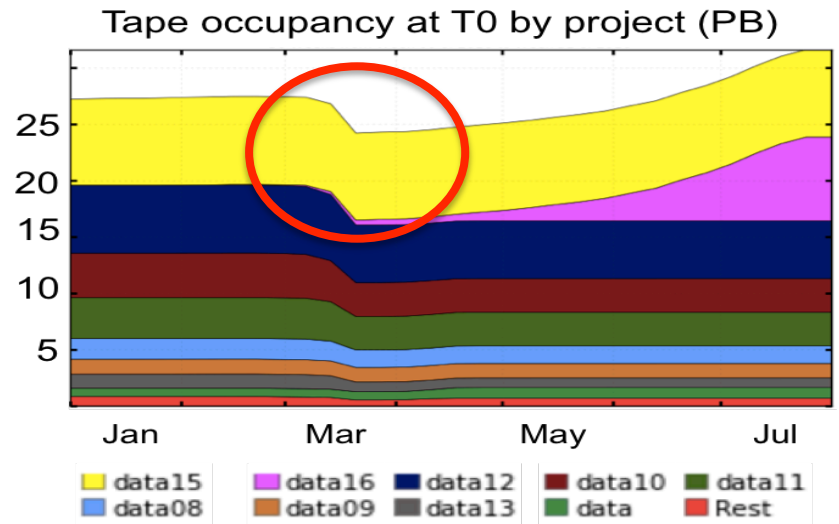 Tape occupancy at T0 by project (PB)
25
20
15
10
5
Jan Mar May Jul
data15 data16 data12 data10 data11
data08 data09 data13 data Rest